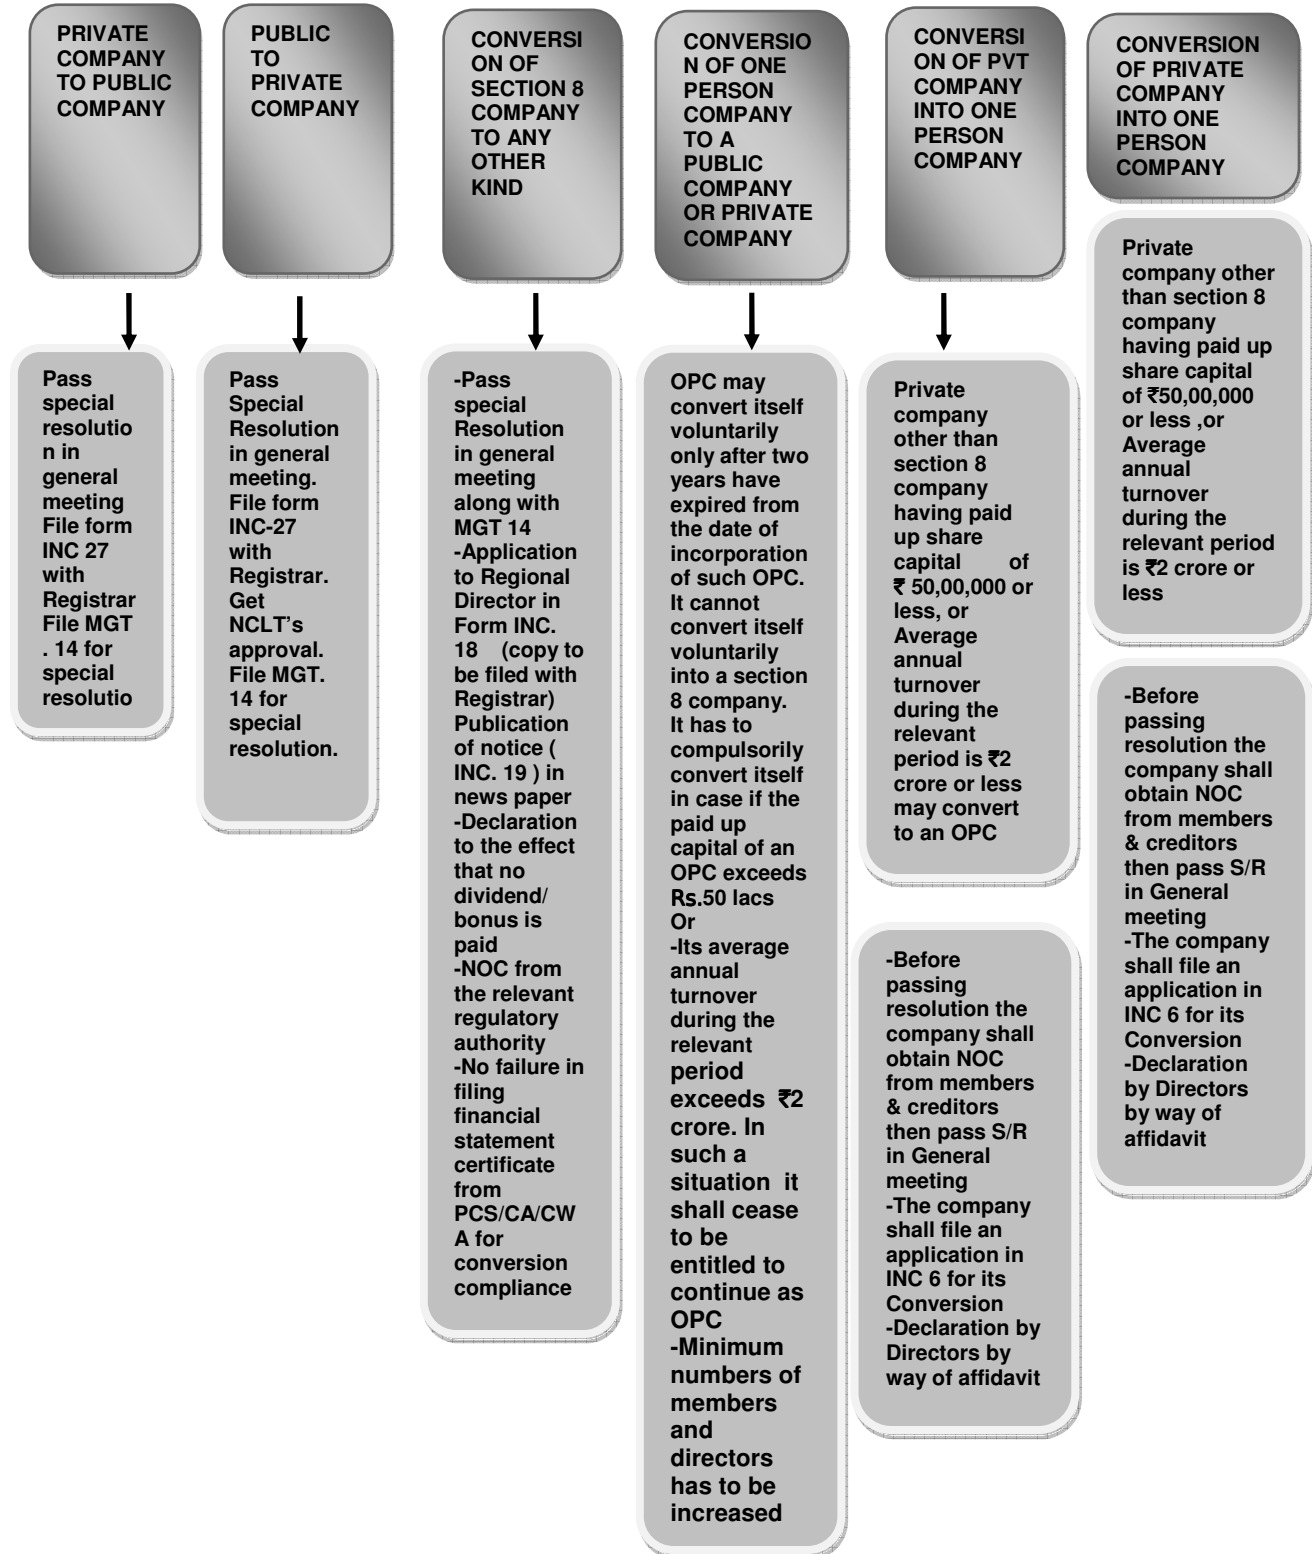 PRIVATE
COMPANY
TO PUBLIC
COMPANY
Pass
special
resolutio
n in
general
meeting
File form
INC 27
with
Registrar
File MGT
. 14 for
special
resolutio
PUBLIC
TO
PRIVATE
COMPANY
Pass
Special
Resolution
in general
meeting.
File form
INC-27
with
Registrar.
Get
NCLT's
approval.
File MGT.
14 for
special
resolution.
CONVERSI
ON OF
SECTION 8
COMPANY
TO ANY
OTHER
KIND
-Pass
special
Resolution
in general
meeting
along with
MGT 14
-Application
to Regional
Director in
Form INC.
18 (copy to
be filed with
Registrar)
Publication
of notice (
INC. 19 ) in
news paper
-Declaration
to the effect
that no
dividend/
bonus is
paid
-NOC from
the relevant
regulatory
authority
-No failure in
filing
financial
statement
certificate
from
PCS/CA/CW
A for
conversion
compliance
CONVERSIO
N OF ONE
PERSON
COMPANY
TO A
PUBLIC
COMPANY
OR PRIVATE
COMPANY
OPC may
convert itself
voluntarily
only after two
years have
expired from
the date of
incorporation
of such OPC.
It cannot
convert itself
voluntarily
into a section
8 company.
It has to
compulsorily
convert itself
in case if the
paid up
capital of an
OPC exceeds
Rs.50 lacs
Or
-Its average
annual
turnover
during the
relevant
period
exceeds ₹2
crore. In
such a
situation it
shall cease
to be
entitled to
continue as
OPC
-Minimum
numbers of
members
and
directors
has to be
increased
CONVERSI
ON OF PVT
COMPANY
INTO ONE
PERSON
COMPANY
Private
company
other than
section 8
company
having paid
up share
capital of
₹ 50,00,000 or
less, or
Average
annual
turnover
during the
relevant
period is ₹2
crore or less
may convert
to an OPC
-Before
passing
resolution the
company shall
obtain NOC
from members
& creditors
then pass S/R
in General
meeting
-The company
shall file an
application in
INC 6 for its
Conversion
-Declaration by
Directors by
way of affidavit
CONVERSION
OF PRIVATE
COMPANY
INTO ONE
PERSON
COMPANY
Private
company other
than section 8
company
having paid up
share capital
of ₹50,00,000
or less ,or
Average
annual
turnover
during the
relevant period
is ₹2 crore or
less
-Before
passing
resolution the
company shall
obtain NOC
from members
& creditors
then pass S/R
in General
meeting
-The company
shall file an
application in
INC 6 for its
Conversion
-Declaration
by Directors
by way of
affidavit